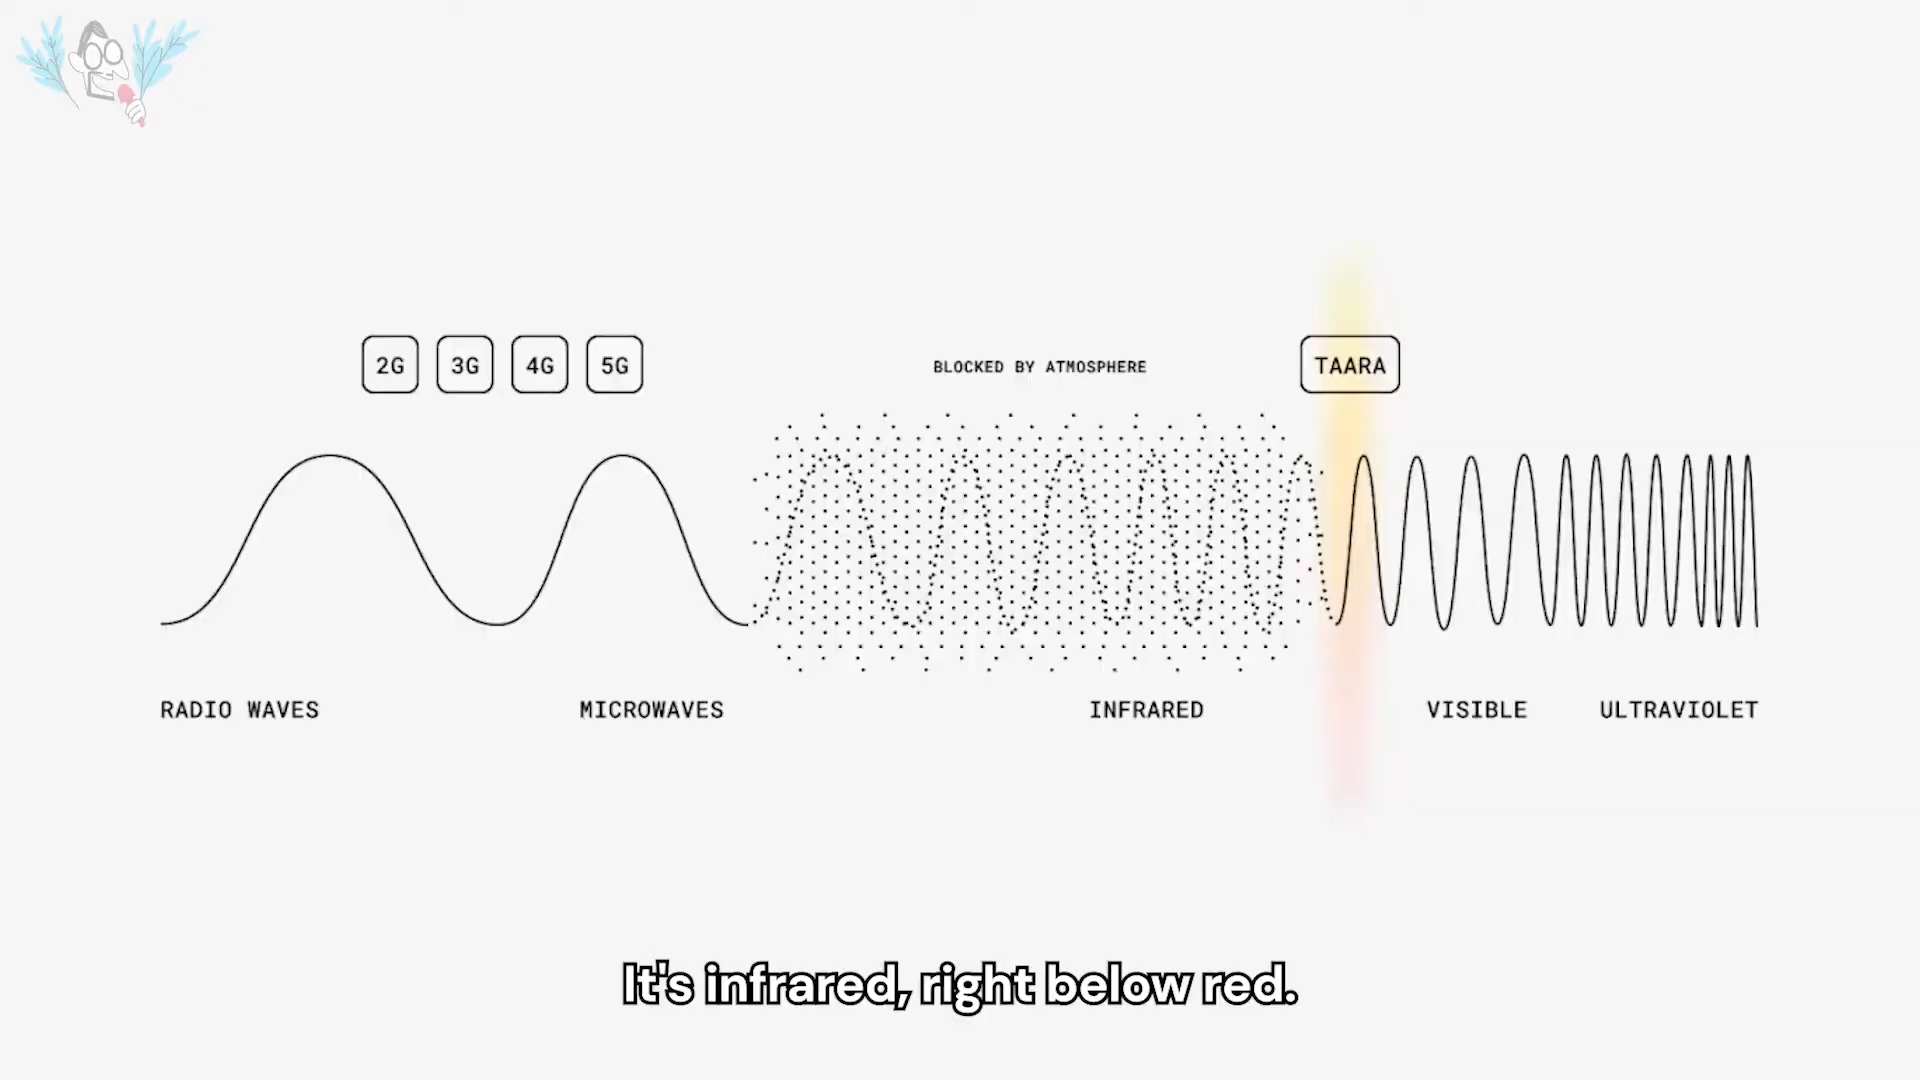 2G 3G 4G 5G
BLOCKED BY ATMOSPHERE
TAARA
RADIO WAVES
MICROWAVES
INFRARED
VISIBLE
ULTRAVIOLET
It's infrared, right below red.